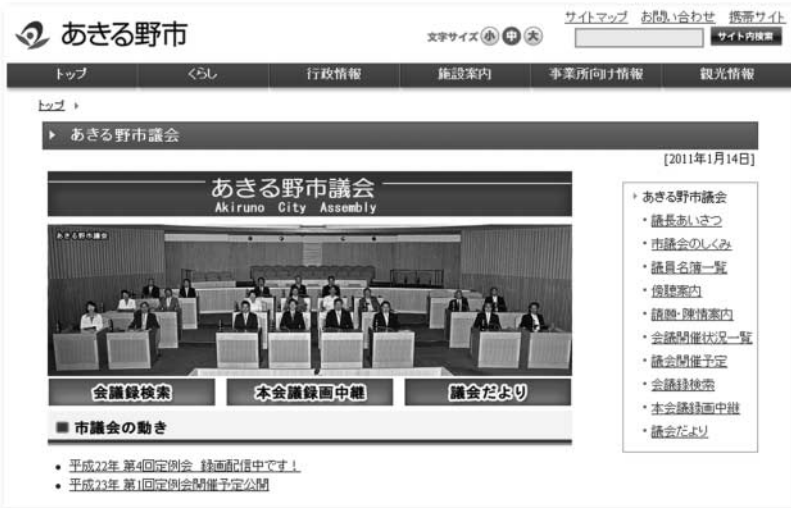 あきる野市
文字サイズ 小 中 大
サイトマップ お問い合わせ 携帯サイト
サイト内検索
トップ くらし 行政情報 施設案内 事業所向け情報 観光情報
トップ
あきる野市議会
[2011年1月14日]
あきる野市議会
Akiruno City Assembly
あきる野市議会
会議録検索 本会議録画中継 議会だより
■ 市議会の動き
• 平成22年 第4回定例会 録画配信中です!
• 平成23年 第1回定例会開催予定公開
あきる野市議会
・議長あいさつ
・市議会のしくみ
・議員名簿一覧
・傍聴案内
・請願・陳情案内
・会議開催状況一覧
・議会開催予定
・会議録検索
・本会議録画中継
・議会だより